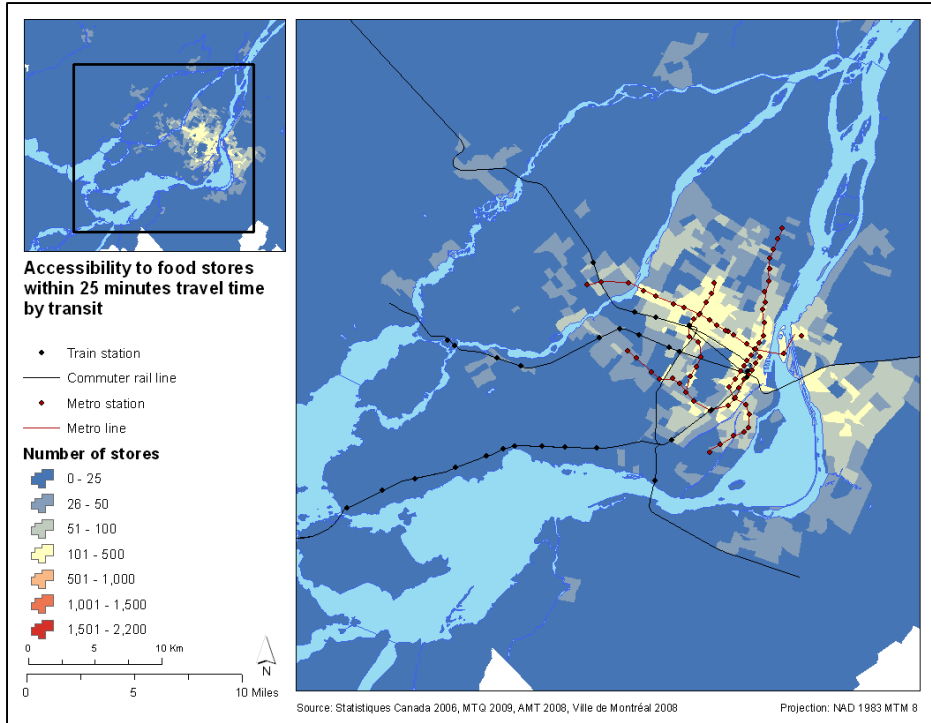 Accessibility to food stores
within 25 minutes travel time
by transit
Train station
Commuter rail line
Metro station
Metro line
Number of stores
0 - 25
26 - 50
51 - 100
101 - 500
501 - 1,000
1,001 - 1,500
1,501 - 2,200
0 5 10 Km
N
0 5 10 Miles
Source: Statistiques Canada 2006, MTQ 2009, AMT 2008, Ville de Montréal 2008
Projection: NAD 1983 MTM 8